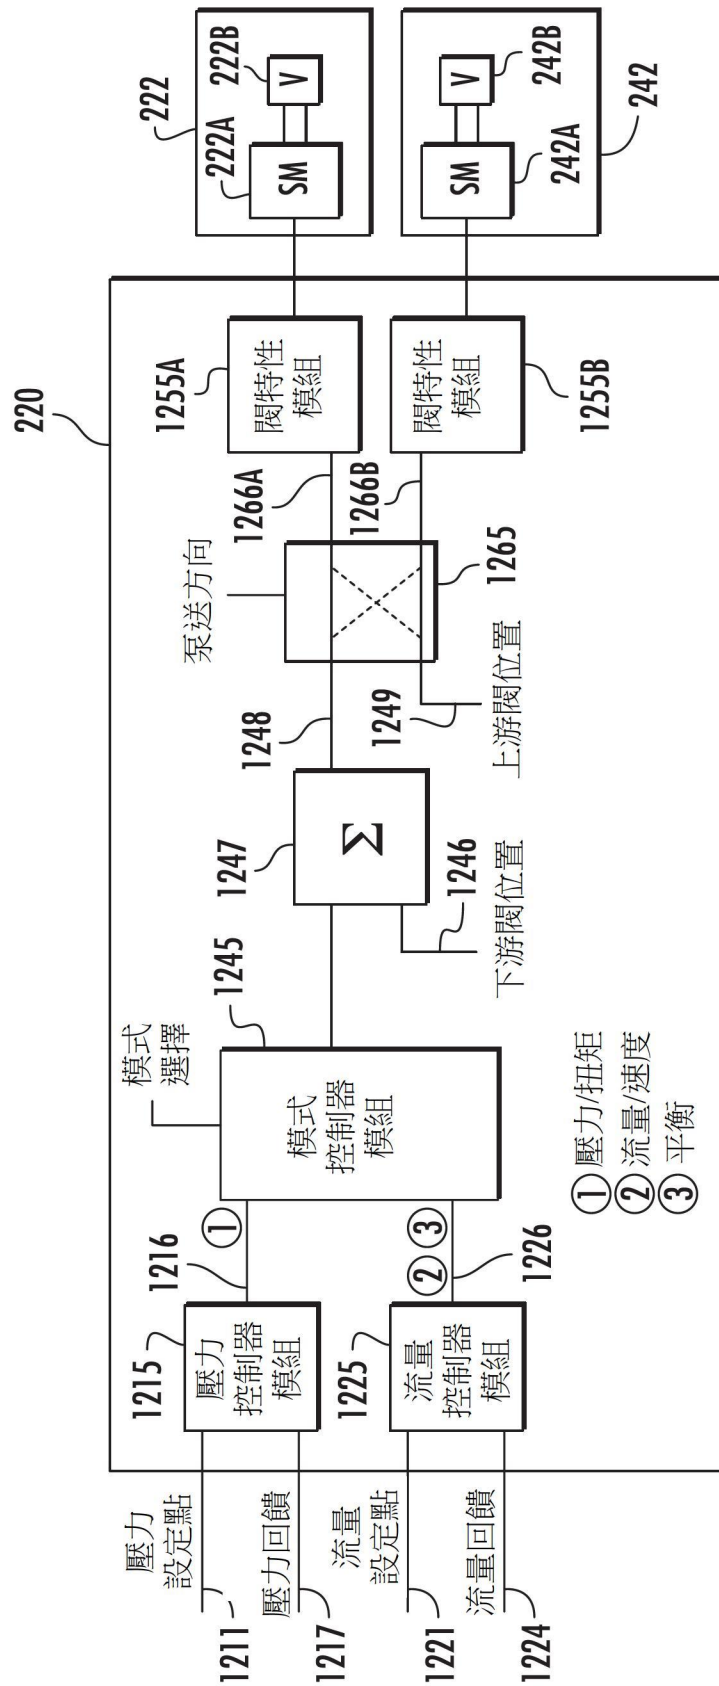 壓力
設定點
1211
壓力回饋
1217
流量
設定點
1221
流量回饋
1224
1215
壓力
控制器
模組
1216
①
1225
流量
控制器
模組
② ③
1226
模式
選擇
1245
模式
控制器
模組
①壓力/扭矩
②流量/速度
③平衡
1247
Σ
1246
下游閥位置
1248
1249
上游閥位置
泵送方向
1265
1266A
1266B
220
1255A
閥特性
模組
1255B
閥特性
模組
222
222A
SM
222B
V
242A
SM
242B
V
242